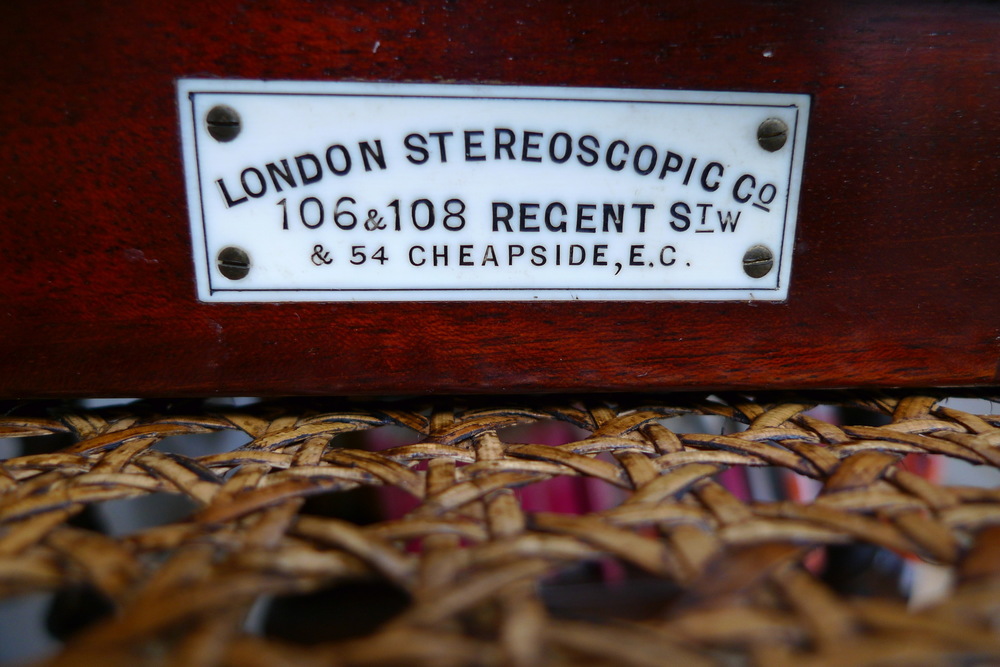 LONDON STEREOSCOPIC Co
106 & 108 REGENT ST W
& 54 CHEAPSIDE, E.C.